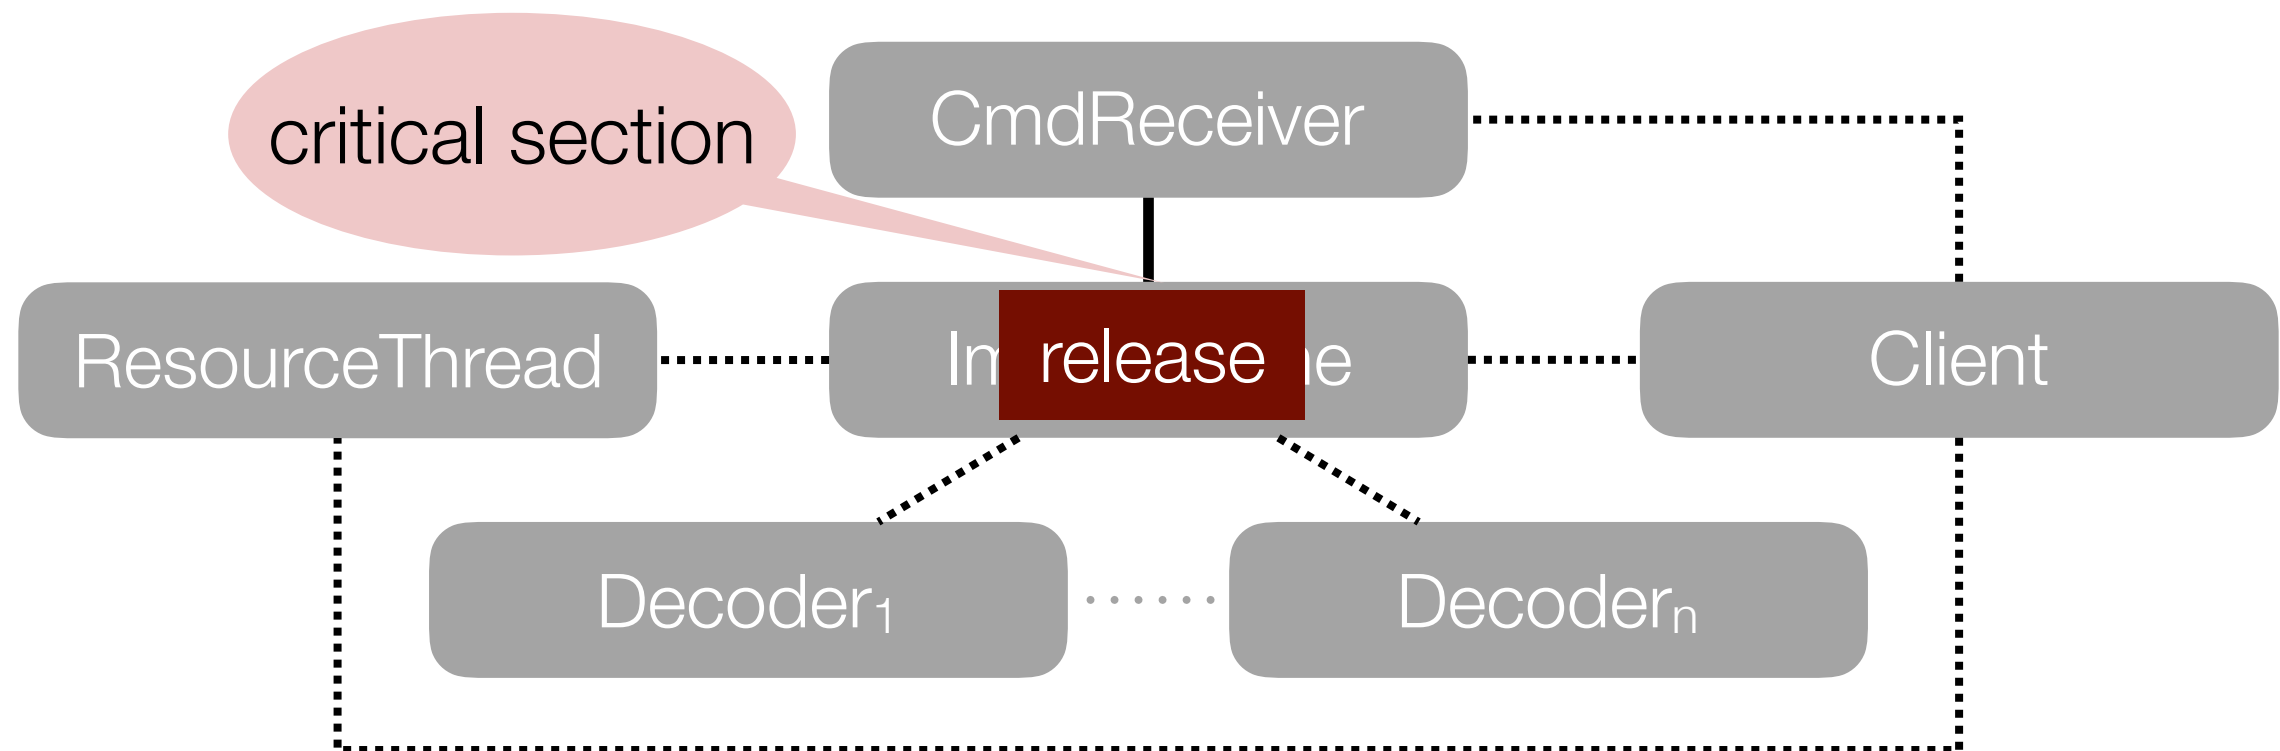 critical section
CmdReceiver
ResourceThread
release
Client
Decoder1
Decodern